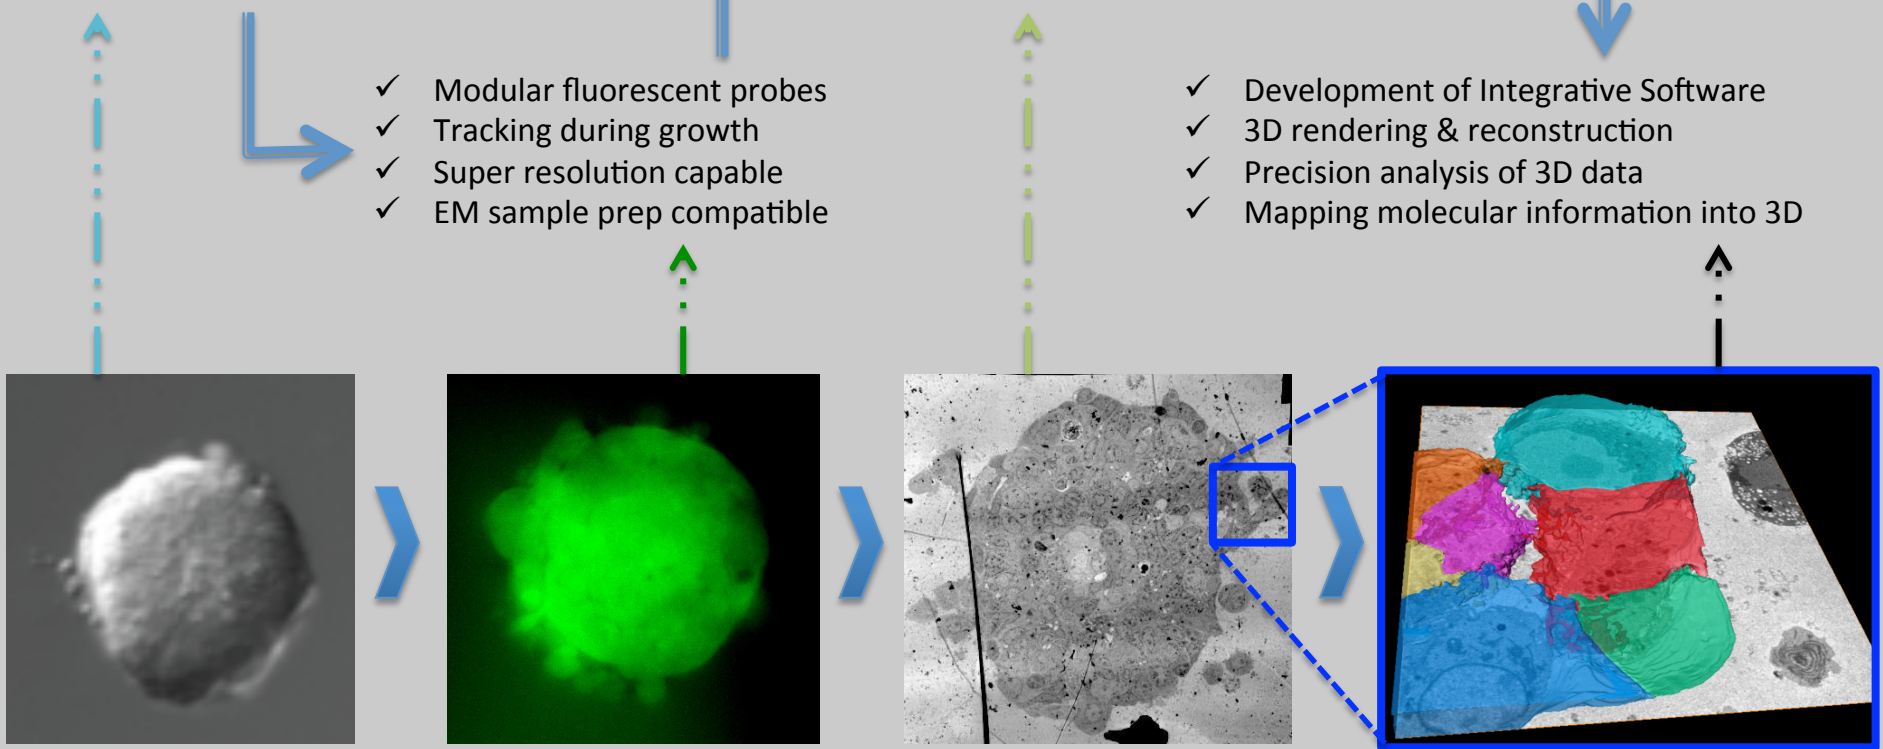 ✓ Modular fluorescent probes
✓ Tracking during growth
✓ Super resolution capable
✓ EM sample prep compatible
✓ Development of Integrative Software
✓ 3D rendering & reconstruction
✓ Precision analysis of 3D data
✓ Mapping molecular information into 3D